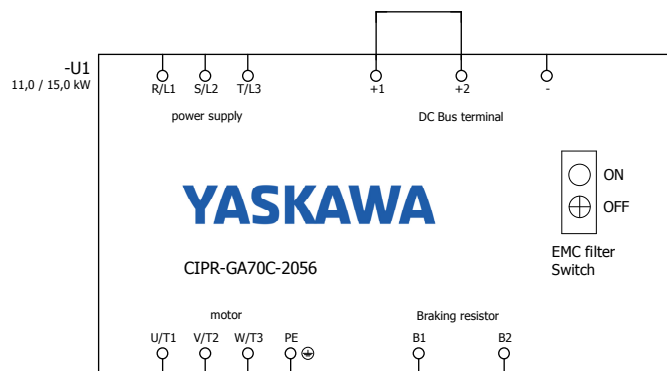 -U1
11,0 / 15,0 kW
R/L1 S/L2 T/L3 +1 +2 -
power supply DC Bus terminal
YASKAWA
ON
OFF
EMC filter
Switch
CIPR-GA70C-2056
motor Braking resistor
U/T1 V/T2 W/T3 PE B1 B2